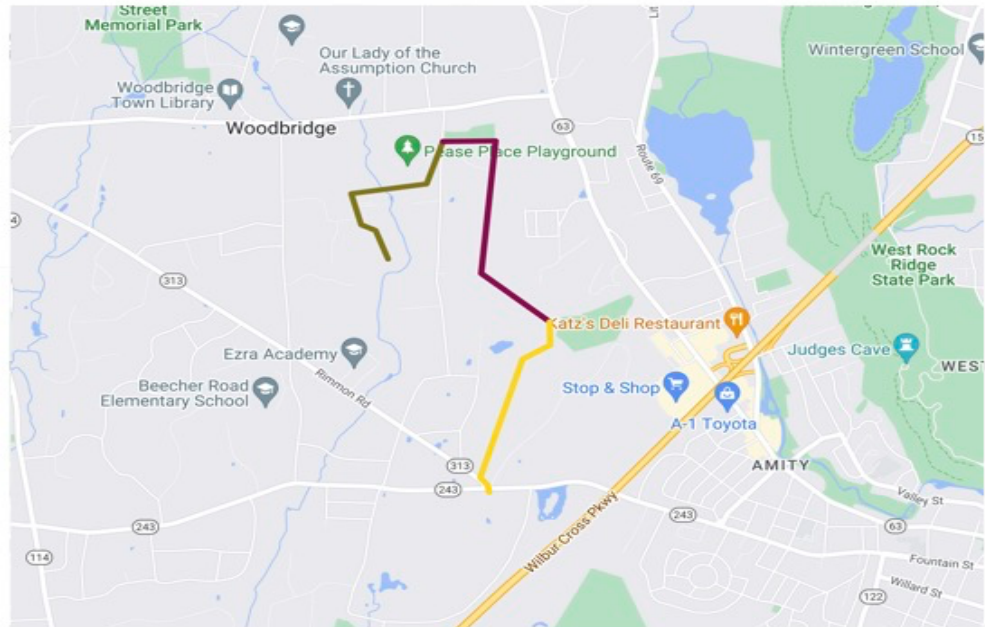 Street
Memorial Park
Our Lady of the
Assumption Church
Wintergreen School
Woodbridge
Town Library
Woodbridge
63
15
Pease Place Playground
Route 69
4
313
West Rock
Ridge
State Park
Katz's Deli Restaurant
Judges Cave
Ezra Academy
WEST
Rimmon Rd
Beecher Road
Elementary School
Stop & Shop
A-1 Toyota
313
AMITY
243
Valley St
243
243
63
Wilbur Cross Pkwy
114
Fountain St
Willard St
122